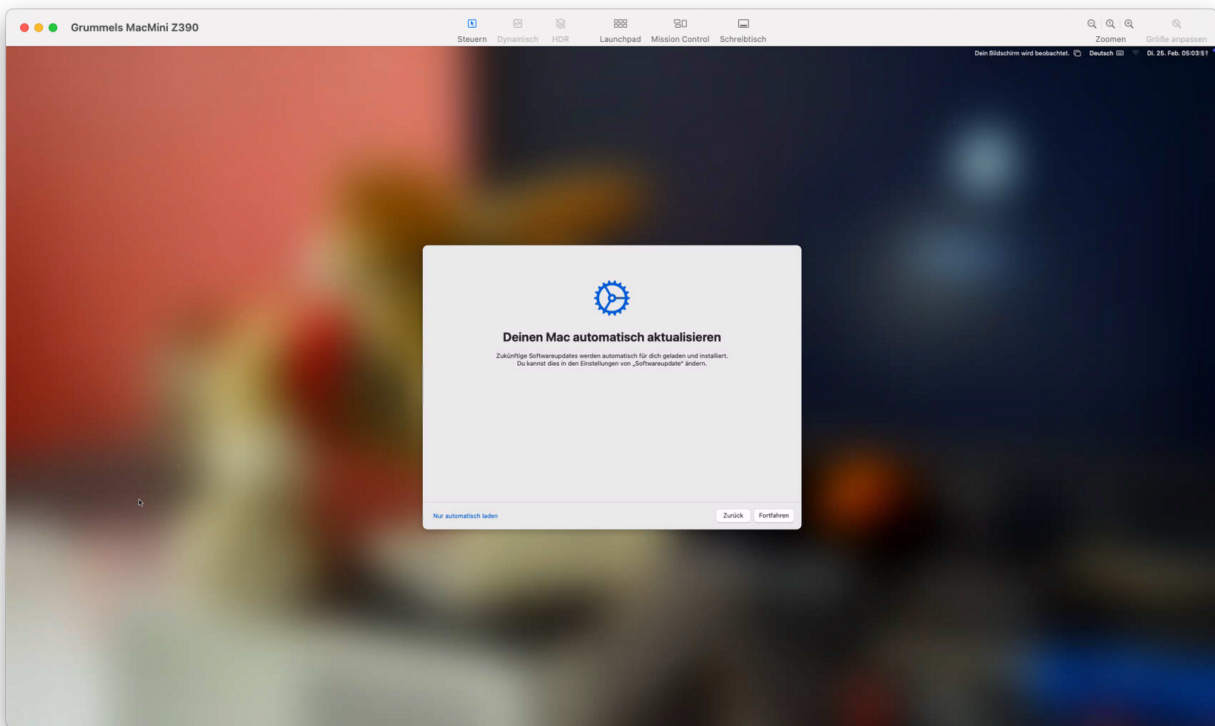 Grummels MacMini Z390
Steuern Dynamisch HDR Launchpad Mission Control Schreibtisch Zoomen Größe anpassen
Dein Bildschirm wird beobachtet. Deutsch Di. 25. Feb. 05:03:51
Deinen Mac automatisch aktualisieren
Zukünftige Softwareupdates werden automatisch für dich geladen und installiert.
Du kannst dies in den Einstellungen von „Softwareupdate“ ändern.
Nur automatisch laden Zurück Fortfahren